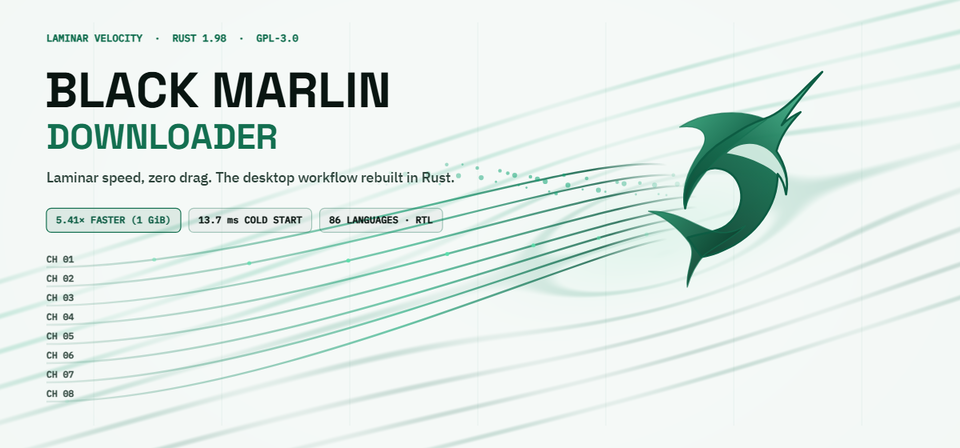 LAMINAR VELOCITY · RUST 1.98 · GPL-3.0
BLACK MARLIN
DOWNLOADER
Laminar speed, zero drag. The desktop workflow rebuilt in Rust.
5.41× FASTER (1 GiB) 13.7 ms COLD START 86 LANGUAGES · RTL
CH 01
CH 02
CH 03
CH 04
CH 05
CH 06
CH 07
CH 08